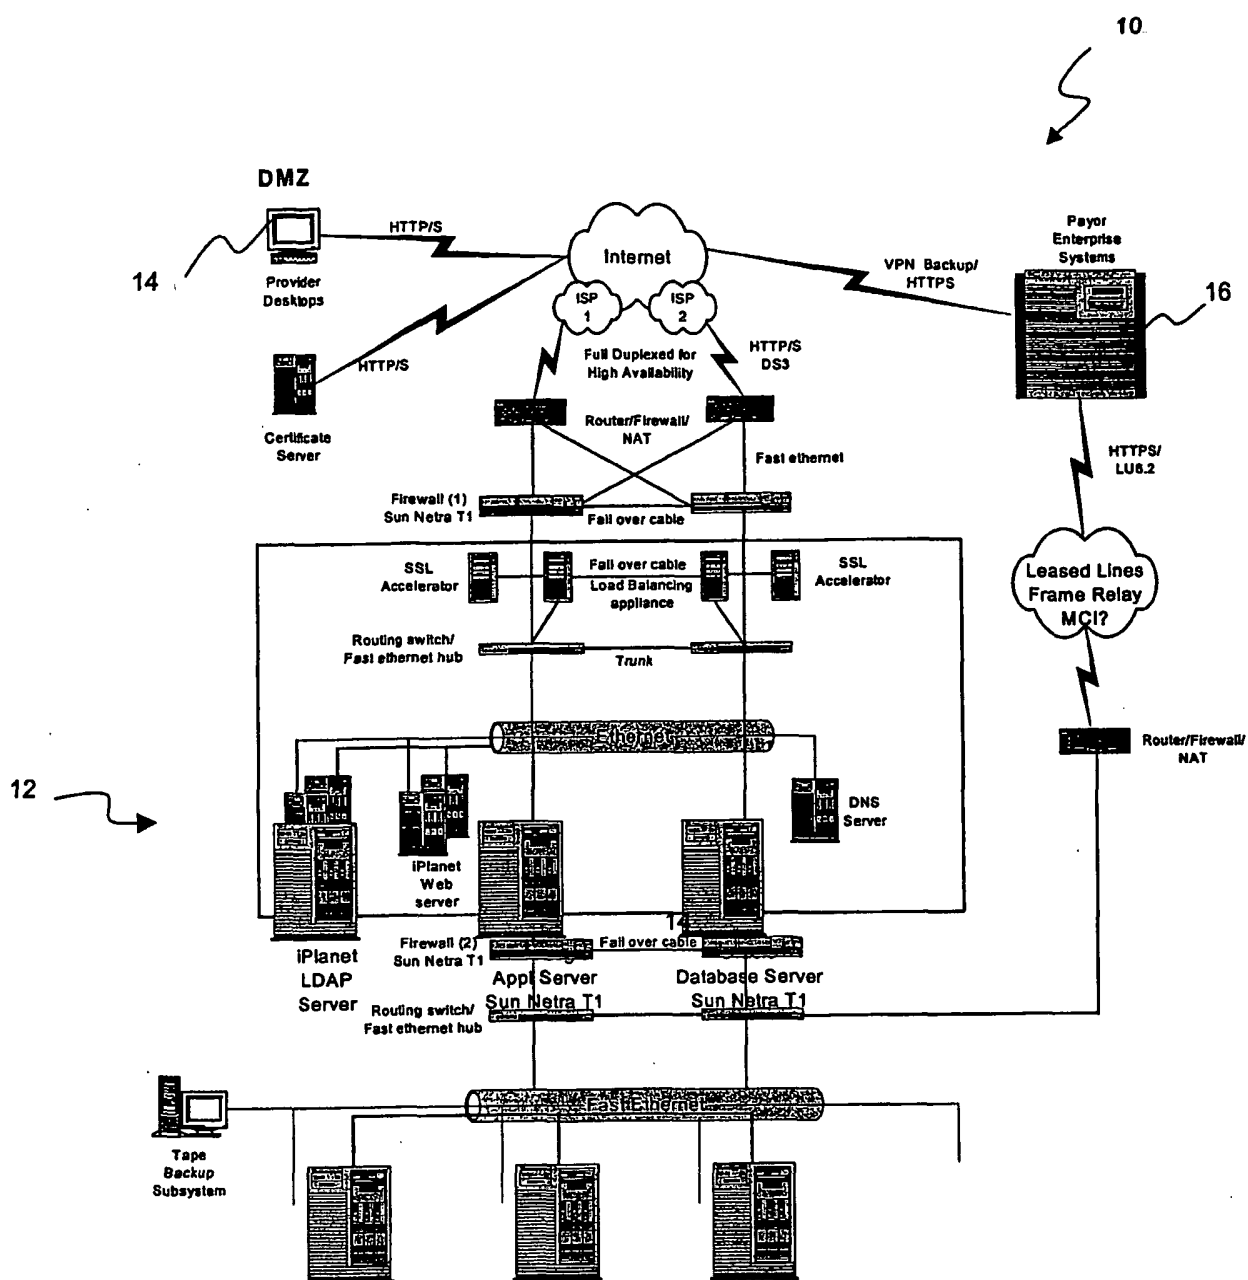 10
DMZ
HTTP/S
Internet
ISP
1
ISP
2
14
Provider
Desktops
VPN Backup/
HTTPS
Payor
Enterprise
Systems
16
HTTP/S
Full Duplexed for
High Availability
HTTP/S
DS3
Certificate
Server
Router/Firewall/
NAT
Fast ethernet
HTTPS/
LU6.2
Firewall (1)
Sun Netra T1
Fail over cable
SSL
Accelerator
Fail over cable
Load Balancing
appliance
SSL
Accelerator
Leased Lines
Frame Relay
MCI?
Routing switch/
Fast ethernet hub
Trunk
Ethernet
Router/Firewall/
NAT
12
DNS
Server
iPlanet
Web
server
14
iPlanet
LDAP
Server
Firewall (2)
Sun Netra T1
Fail over cable
Appl Server
Sun Netra T1
Database Server
Sun Netra T1
Routing switch/
Fast ethernet hub
Fast Ethernet
Tape
Backup
Subsystem